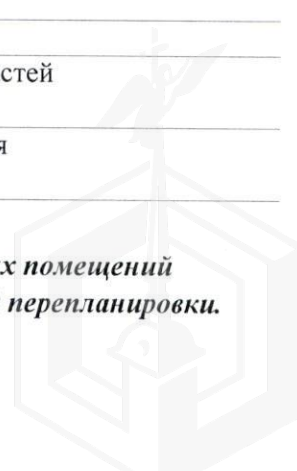 стей
я
х помещений
перепланировки.